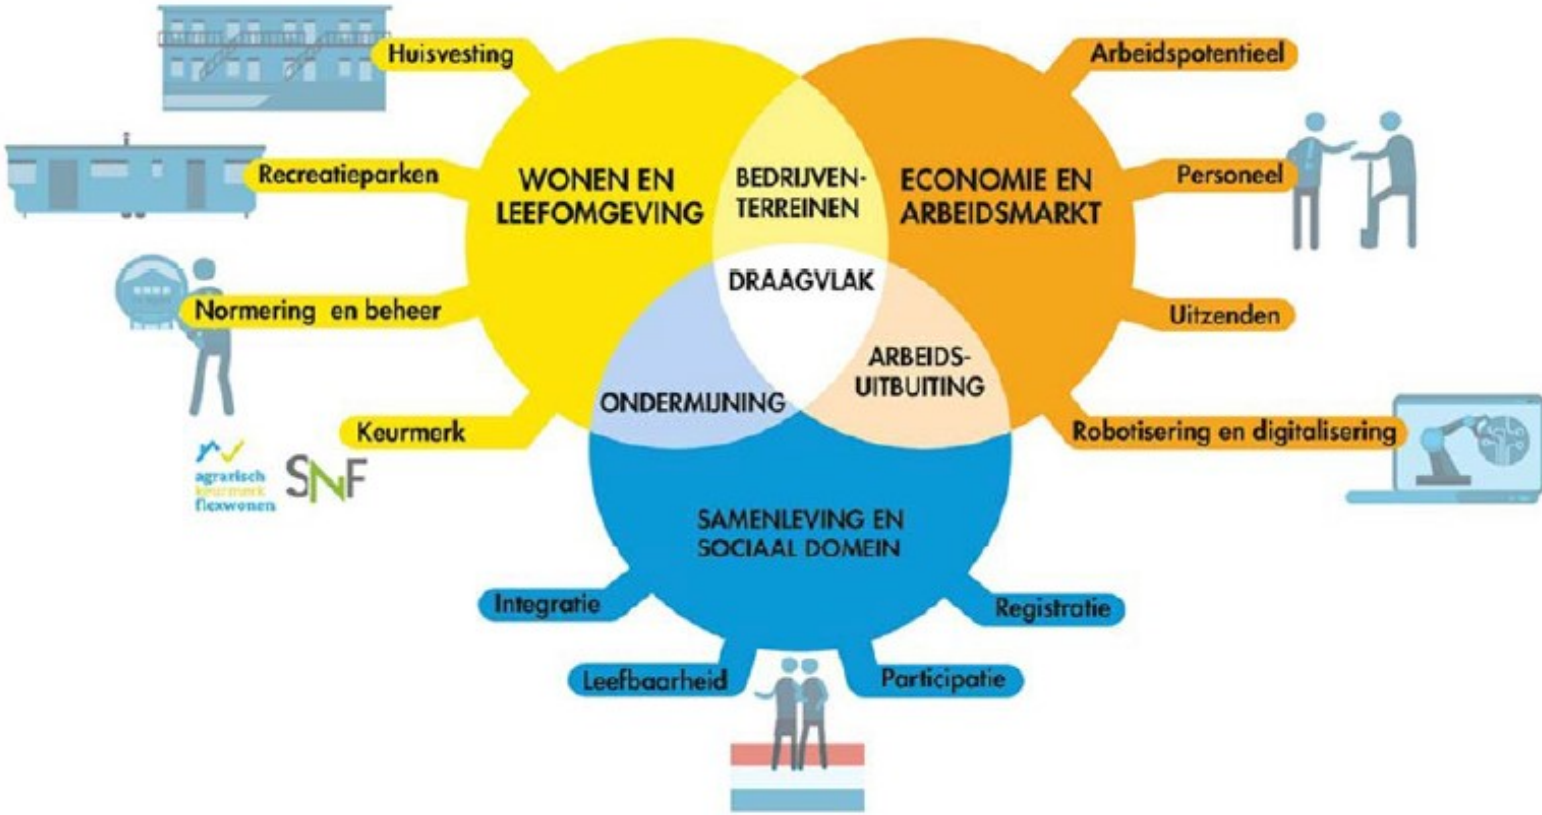 Huisvesting
Recreatieparken
Normering en beheer
Keurmerk
agrarisch
keurmerk
flexwonen
SNF
WONEN EN
LEEFOMGEVING
BEDRIJVEN-
TERREINEN
ECONOMIE EN
ARBEIDSMARKT
DRAAGVLAK
ONDERMIJNING
ARBEIDS-
UITBUITING
Arbeidspotentieel
Personeel
Uitzenden
Robotisering en digitalisering
SAMENLEVING EN
SOCIAAL DOMEIN
Integratie
Leefbaarheid
Participatie
Registratie